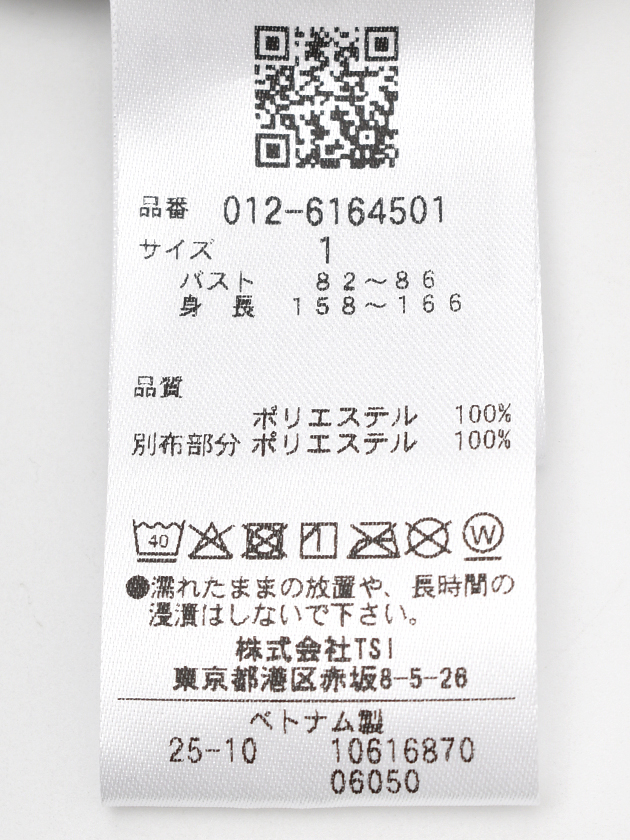 品番 012-6164501
サイズ 1
バスト 82～86
身長 158～166
品質
ポリエステル 100%
別布部分 ポリエステル 100%
40 W
●濡れたままの放置や、長時間の
浸漬はしないで下さい。
株式会社TSI
東京都港区赤坂8-5-26
ベトナム製
25-10 10616870
06050